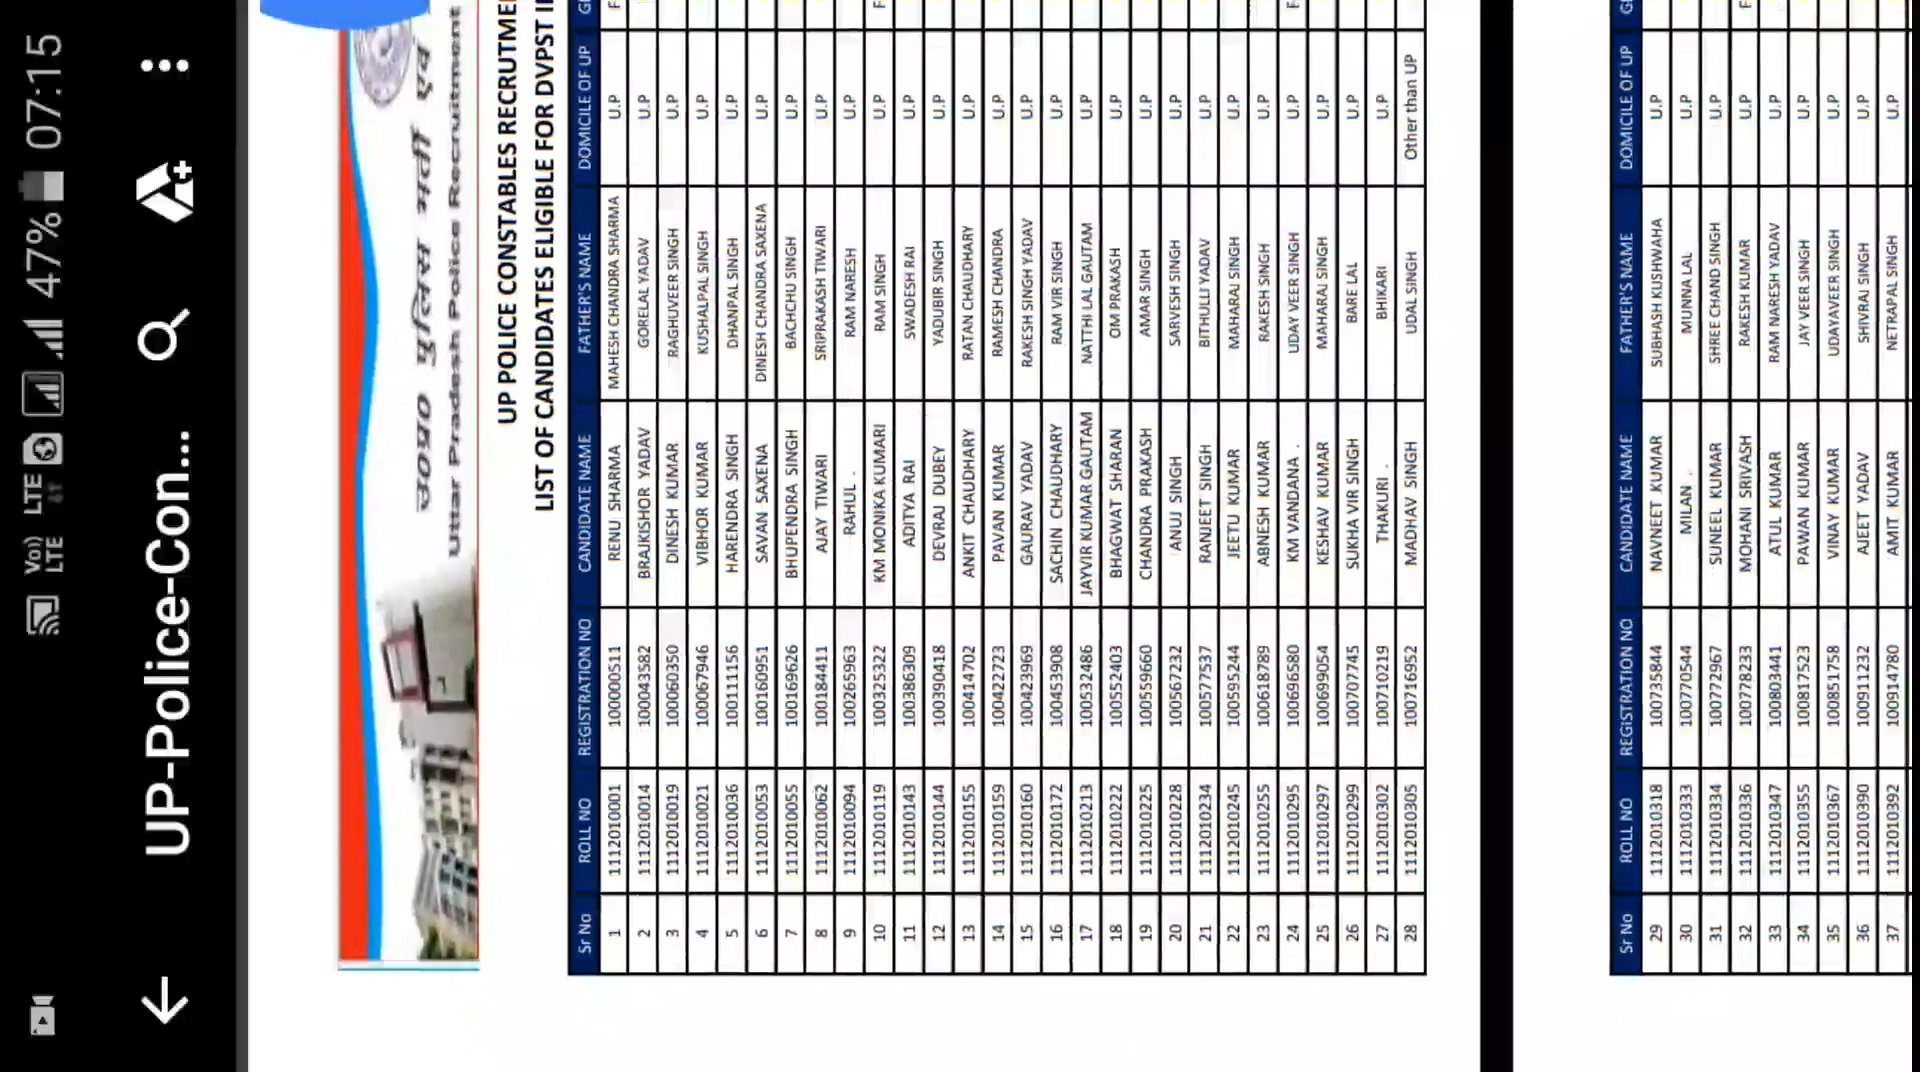 Vo)) LTE LTE 47% 07:15
UP-Police-Con...
उ०प्र० पुलिस भर्ती एवं
Uttar Pradesh Police Recruitment
UP POLICE CONSTABLES RECRUTME
LIST OF CANDIDATES ELIGIBLE FOR DVPST I
Sr No ROLL NO REGISTRATION NO CANDIDATE NAME FATHER'S NAME DOMICILE OF UP G
1 1112010001 100000511 RENU SHARMA MAHESH CHANDRA SHARMA U.P F
2 1112010014 100043582 BRAJKISHOR YADAV GORELAL YADAV U.P
3 1112010019 100060350 DINESH KUMAR RAGHUVEER SINGH U.P
4 1112010021 100067946 VIBHOR KUMAR KUSHALPAL SINGH U.P
5 1112010036 100111156 HARENDRA SINGH DHANPAL SINGH U.P
6 1112010053 100160951 SAVAN SAXENA DINESH CHANDRA SAXENA U.P
7 1112010055 100169626 BHUPENDRA SINGH BACHCHU SINGH U.P
8 1112010062 100184411 AJAY TIWARI SRIPRAKASH TIWARI U.P
9 1112010094 100265963 RAHUL . RAM NARESH U.P
10 1112010119 100325322 KM MONIKA KUMARI RAM SINGH U.P F
11 1112010143 100386309 ADITYA RAI SWADESH RAI U.P
12 1112010144 100390418 DEVRAJ DUBEY YADUBIR SINGH U.P
13 1112010155 100414702 ANKIT CHAUDHARY RATAN CHAUDHARY U.P
14 1112010159 100422723 PAVAN KUMAR RAMESH CHANDRA U.P
15 1112010160 100423969 GAURAV YADAV RAKESH SINGH YADAV U.P
16 1112010172 100453908 SACHIN CHAUDHARY RAM VIR SINGH U.P
17 1112010213 100532486 JAYVIR KUMAR GAUTAM NATTHI LAL GAUTAM U.P
18 1112010222 100552403 BHAGWAT SHARAN OM PRAKASH U.P
19 1112010225 100559660 CHANDRA PRAKASH AMAR SINGH U.P
20 1112010228 100567232 ANUJ SINGH SARVESH SINGH U.P
21 1112010234 100577537 RANJEET SINGH BITHULLI YADAV U.P
22 1112010245 100595244 JEETU KUMAR MAHARAJ SINGH U.P
23 1112010255 100618789 ABNESH KUMAR RAKESH SINGH U.P
24 1112010295 100696580 KM VANDANA . UDAY VEER SINGH U.P F
25 1112010297 100699054 KESHAV KUMAR MAHARAJ SINGH U.P
26 1112010299 100707745 SUKHA VIR SINGH BARE LAL U.P
27 1112010302 100710219 THAKURI . BHIKARI U.P
28 1112010305 100716952 MADHAV SINGH UDAL SINGH Other than UP
Sr No ROLL NO REGISTRATION NO CANDIDATE NAME FATHER'S NAME DOMICILE OF UP G
29 1112010318 100735844 NAVNEET KUMAR SUBHASH KUSHWAHA U.P
30 1112010333 100770544 MILAN . MUNNA LAL U.P
31 1112010334 100772967 SUNEEL KUMAR SHREE CHAND SINGH U.P
32 1112010336 100778233 MOHANI SRIVASH RAKESH KUMAR U.P F
33 1112010347 100803441 ATUL KUMAR RAM NARESH YADAV U.P
34 1112010355 100817523 PAWAN KUMAR JAY VEER SINGH U.P
35 1112010367 100851758 VINAY KUMAR UDAYAVEER SINGH U.P
36 1112010390 100911232 AJEET YADAV SHIVRAJ SINGH U.P
37 1112010392 100914780 AMIT KUMAR NETRAPAL SINGH U.P